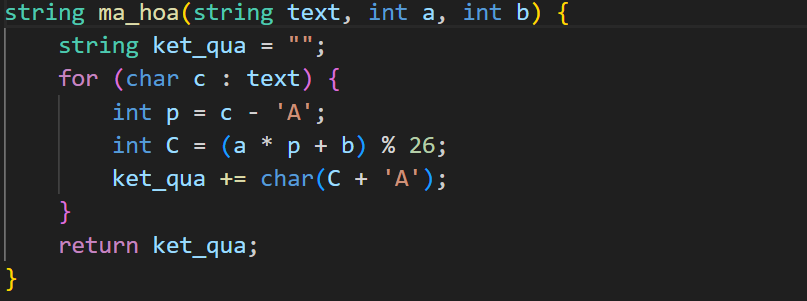 string ma_hoa(string text, int a, int b) {
    string ket_qua = "";
    for (char c : text) {
        int p = c - 'A';
        int C = (a * p + b) % 26;
        ket_qua += char(C + 'A');
    }
    return ket_qua;
}